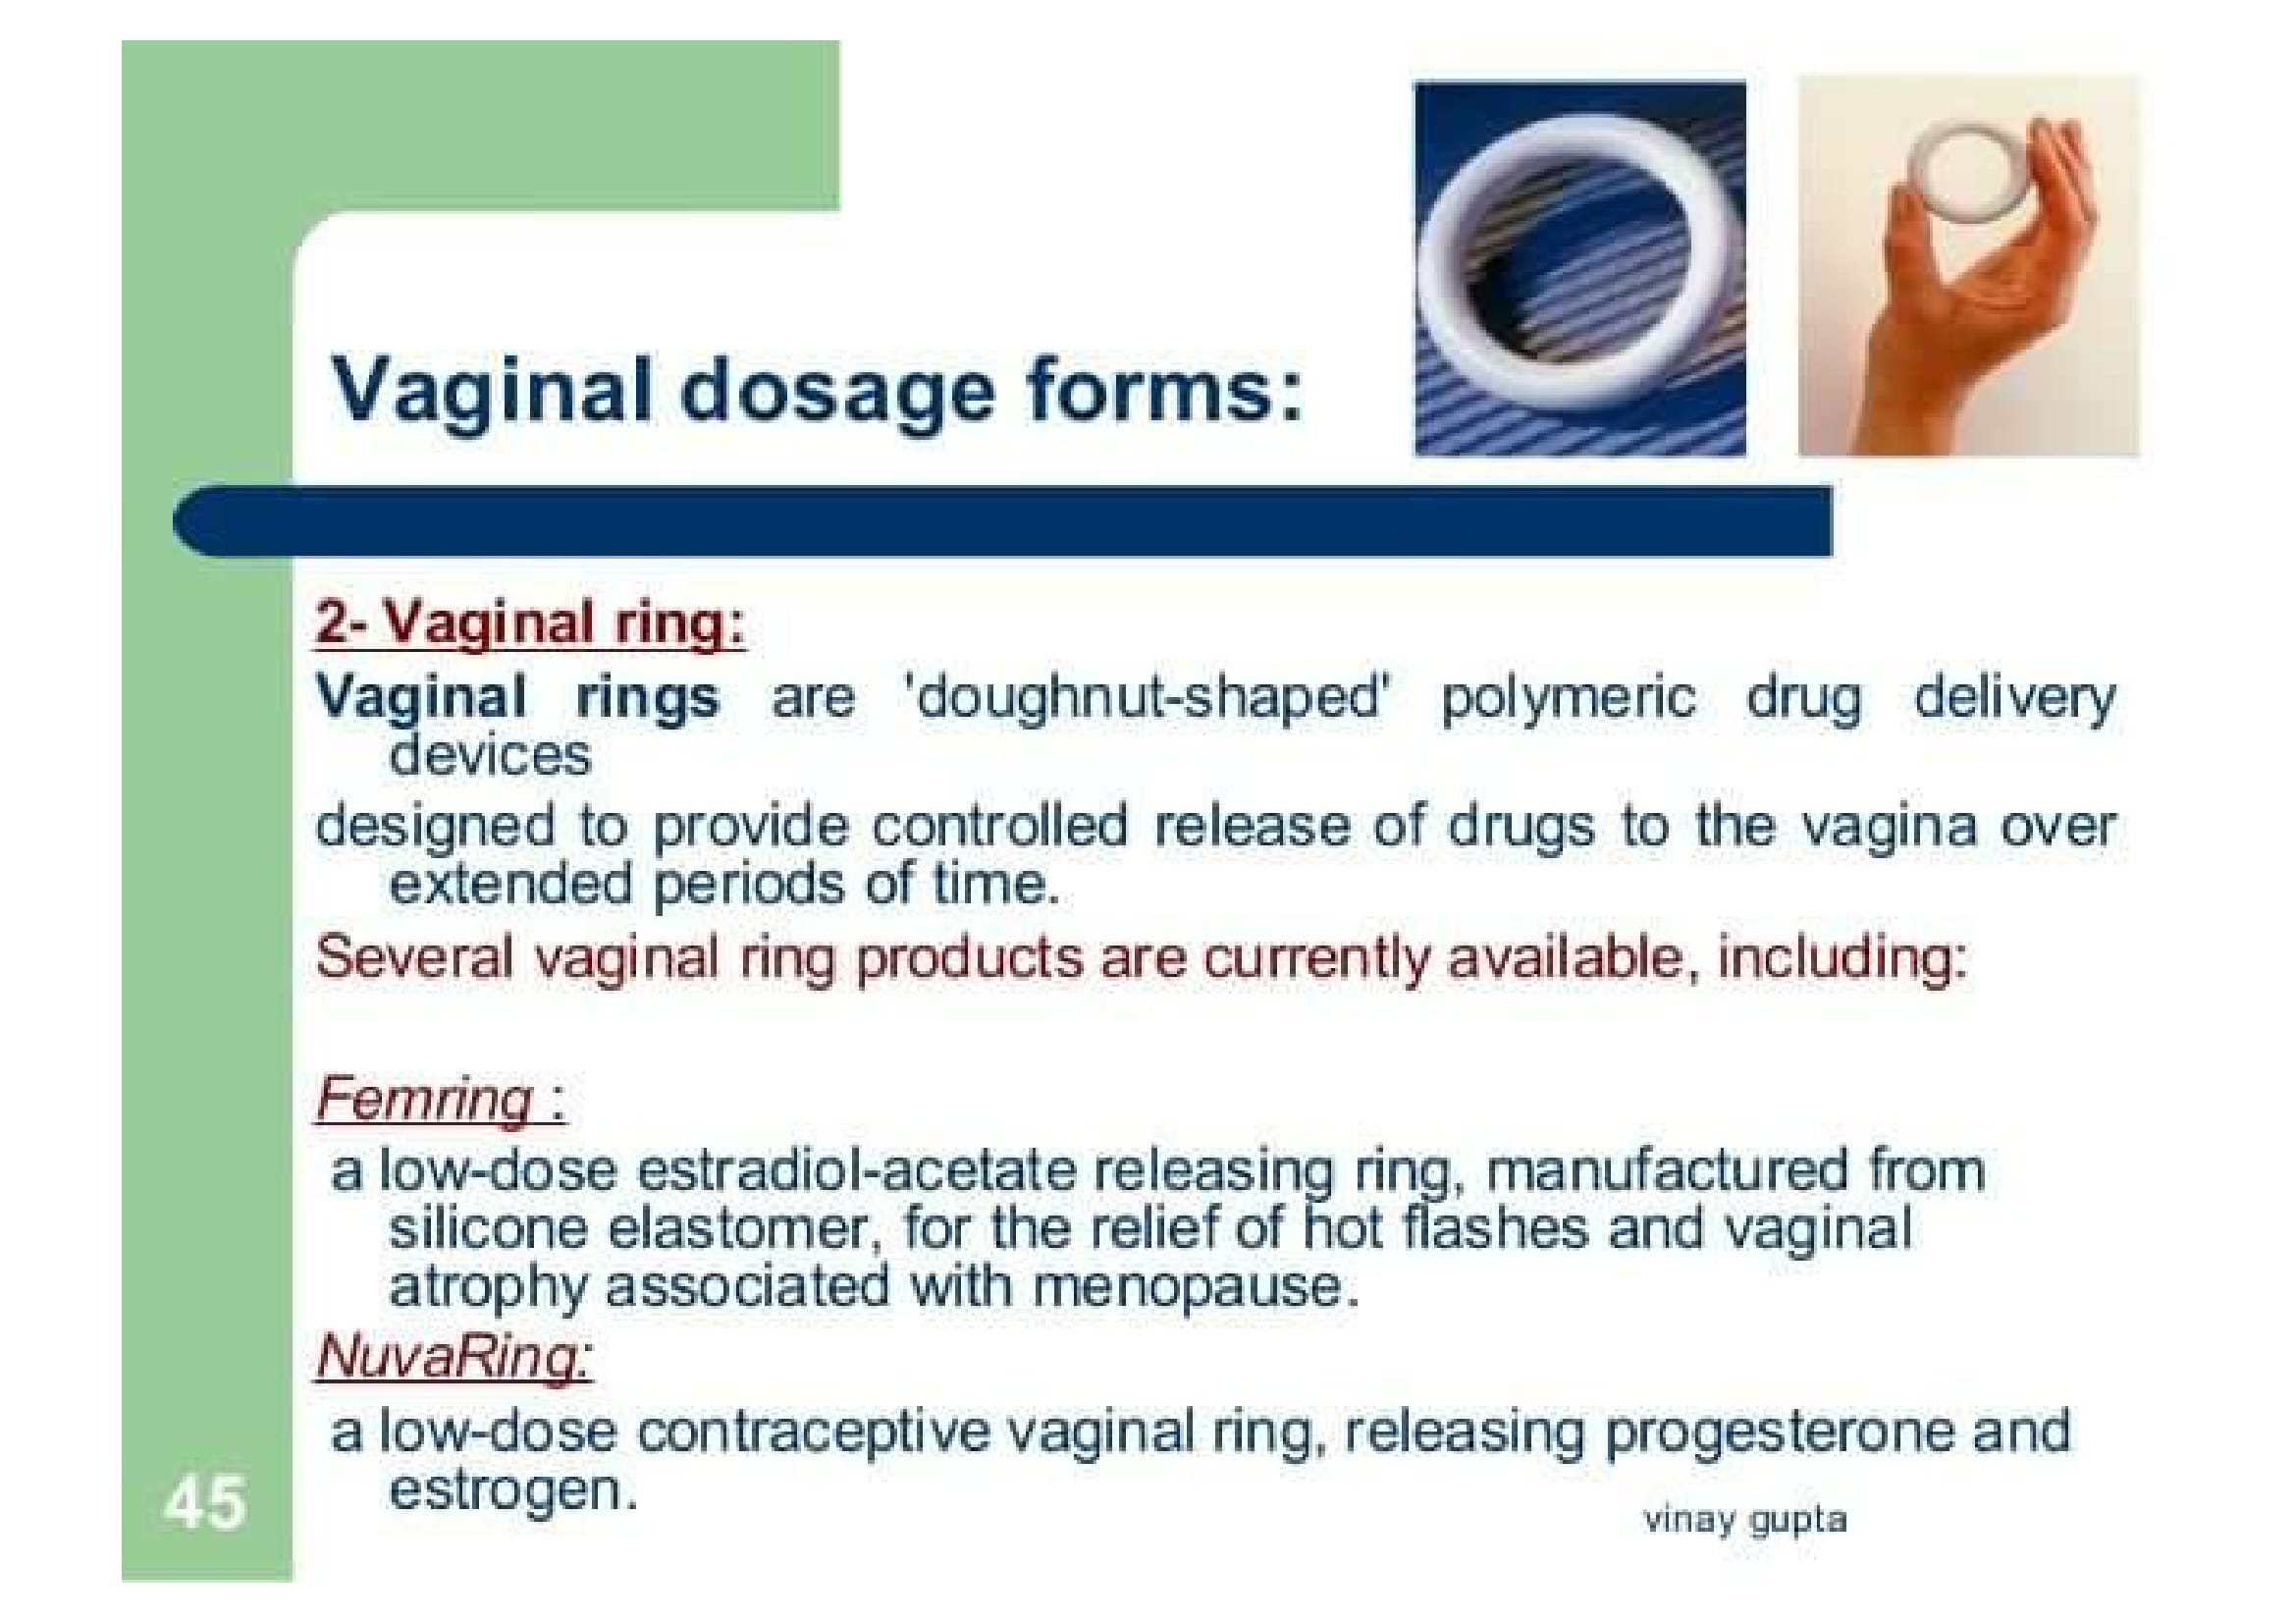 Vaginal dosage forms:
2- Vaginal ring:
Vaginal rings are 'doughnut-shaped' polymeric drug delivery
devices
designed to provide controlled release of drugs to the vagina over
extended periods of time.
Several vaginal ring products are currently available, including:
Femring :
a low-dose estradiol-acetate releasing ring, manufactured from
silicone elastomer, for the relief of hot flashes and vaginal
atrophy associated with menopause.
NuvaRing:
a low-dose contraceptive vaginal ring, releasing progesterone and
estrogen.
45
vinay gupta